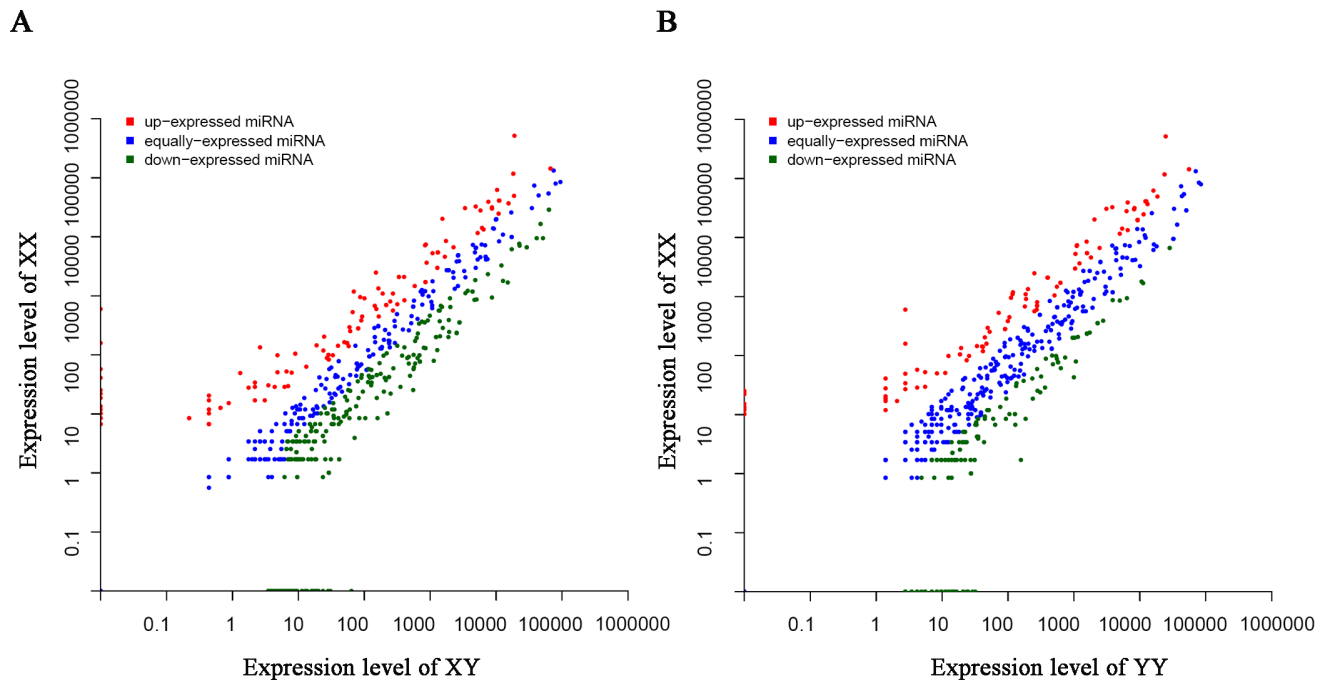 A
B
up-expressed miRNA
equally-expressed miRNA
down-expressed miRNA
Expression level of XX
1000000
100000
10000
1000
100
10
1
0.1
0.1 1 10 100 1000 10000 100000 1000000
Expression level of XY
up-expressed miRNA
equally-expressed miRNA
down-expressed miRNA
Expression level of XX
1000000
100000
10000
1000
100
10
1
0.1
0.1 1 10 100 1000 10000 100000 1000000
Expression level of YY